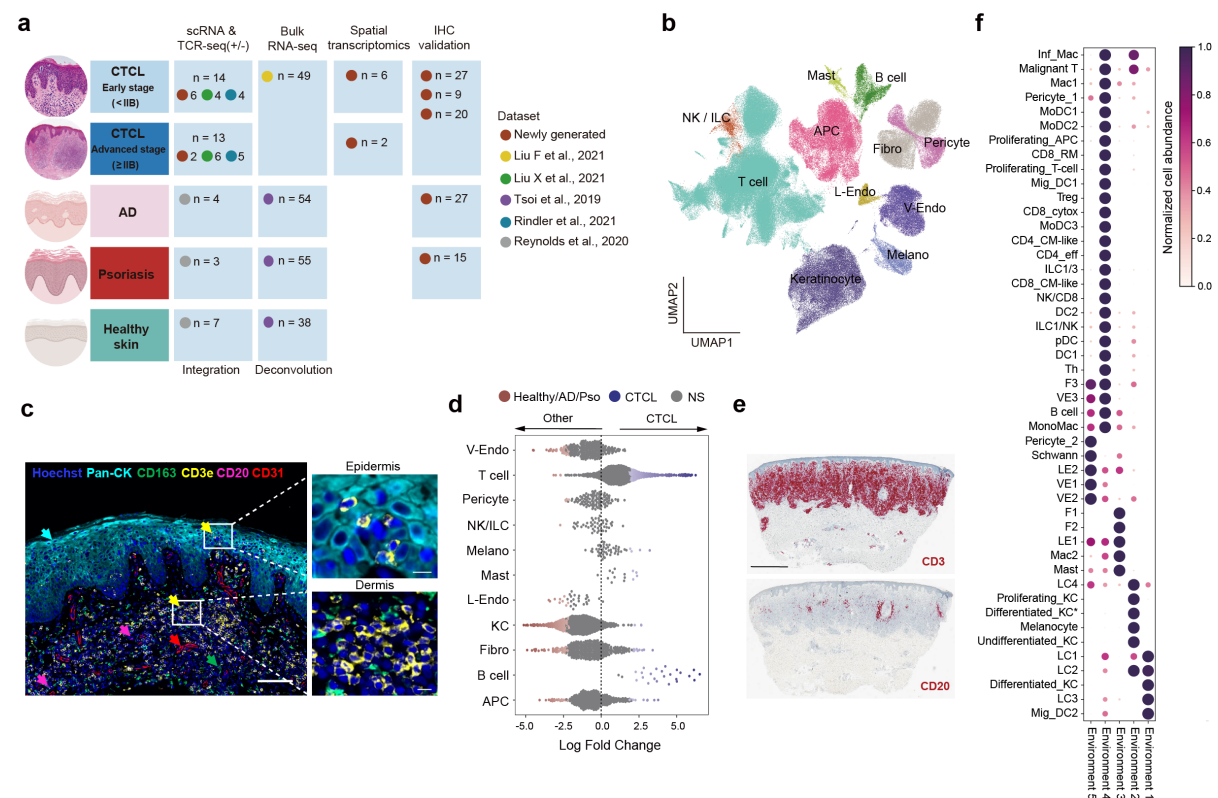 a
scRNA &
TCR-seq(+/-)
Bulk
RNA-seq
Spatial
transcriptomics
IHC
validation
CTCL
Early stage
(<IIB)
n = 14
6 4 4
n = 49
n = 6
n = 27
n = 9
n = 20
CTCL
Advanced stage
(≥IIB)
n = 13
2 6 5
n = 2
AD
n = 4
n = 54
n = 27
Psoriasis
n = 3
n = 55
n = 15
Healthy
skin
n = 7
n = 38
Integration
Deconvolution
Dataset
Newly generated
Liu F et al., 2021
Liu X et al., 2021
Tsoi et al., 2019
Rindler et al., 2021
Reynolds et al., 2020
b
Mast
B cell
NK / ILC
APC
Fibro
Pericyte
T cell
L-Endo
V-Endo
Melano
Keratinocyte
UMAP2
UMAP1
c
Hoechst Pan-CK CD163 CD3e CD20 CD31
Epidermis
Dermis
d
Healthy/AD/Pso
CTCL
NS
Other
CTCL
V-Endo
T cell
Pericyte
NK/ILC
Melano
Mast
L-Endo
KC
Fibro
B cell
APC
-5.0 -2.5 0.0 2.5 5.0
Log Fold Change
e
CD3
CD20
f
Inf_Mac
Malignant T
Mac1
Pericyte_1
MoDC1
MoDC2
Proliferating_APC
CD8_RM
Proliferating_T-cell
Mig_DC1
Treg
CD8_cytox
MoDC3
CD4_CM-like
CD4_eff
ILC1/3
CD8_CM-like
NK/CD8
DC2
ILC1/NK
pDC
DC1
Th
F3
VE3
B cell
MonoMac
Pericyte_2
Schwann
LE2
VE1
VE2
F1
F2
LE1
Mac2
Mast
LC4
Proliferating_KC
Differentiated_KC*
Melanocyte
Undifferentiated_KC
LC1
LC2
Differentiated_KC
LC3
Mig_DC2
Environment 5
Environment 4
Environment 3
Environment 2
Environment 1
Normalized cell abundance
1.0
0.8
0.6
0.4
0.2
0.0